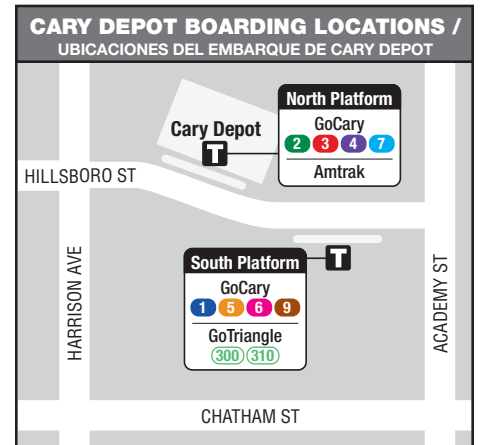 CARY DEPOT BOARDING LOCATIONS /
UBICACIONES DEL EMBARQUE DE CARY DEPOT
North Platform
GoCary
2 3 4 7
Amtrak
Cary Depot
T
HILLSBORO ST
HARRISON AVE
ACADEMY ST
T
South Platform
GoCary
1 5 6 9
GoTriangle
300 310
CHATHAM ST